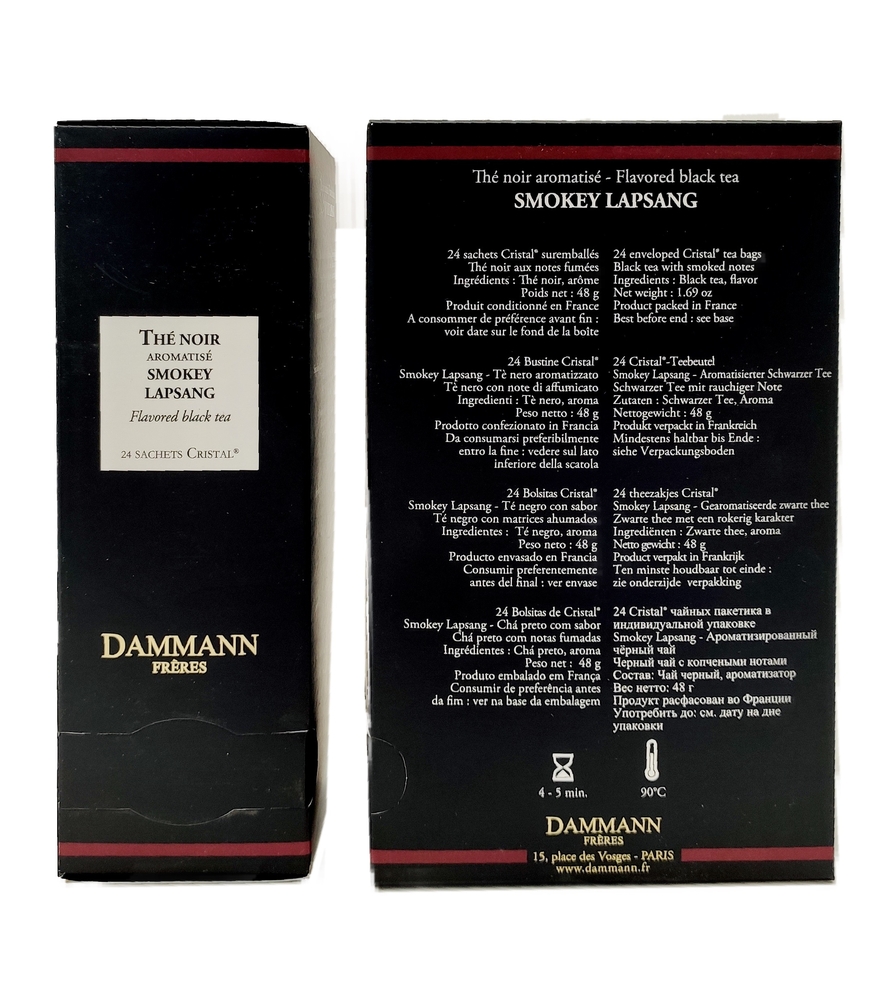 THÉ NOIR
AROMATISÉ
SMOKEY
LAPSANG
Flavored black tea
24 SACHETS CRISTAL®
DAMMANN
FRÈRES
Thé noir aromatisé - Flavored black tea
SMOKEY LAPSANG
24 sachets Cristal® suremballés
Thé noir aux notes fumées
Ingrédients : Thé noir, arôme
Poids net : 48 g
Produit conditionné en France
A consommer de préférence avant fin :
voir date sur le fond de la boîte
24 enveloped Cristal® tea bags
Black tea with smoked notes
Ingredients : Black tea, flavor
Net weight : 1.69 oz
Product packed in France
Best before end : see base
24 Bustine Cristal®
Smokey Lapsang - Tè nero aromatizzato
Tè nero con note di affumicato
Ingredienti : Tè nero, aroma
Peso netto : 48 g
Prodotto confezionato in Francia
Da consumarsi preferibilmente
entro la fine : vedere sul lato
inferiore della scatola
24 Cristal®-Teebeutel
Smokey Lapsang - Aromatisierter Schwarzer Tee
Schwarzer Tee mit rauchiger Note
Zutaten : Schwarzer Tee, Aroma
Nettogewicht : 48 g
Produkt verpackt in Frankreich
Mindestens haltbar bis Ende :
siehe Verpackungsboden
24 Bolsitas Cristal®
Smokey Lapsang - Té negro con sabor
Té negro con matrices ahumados
Ingredientes : Té negro, aroma
Peso neto : 48 g
Producto envasado en Francia
Consumir preferentemente
antes del final : ver envase
24 theezakjes Cristal®
Smokey Lapsang - Gearomatiseerde zwarte thee
Zwarte thee met een rokerig karakter
Ingrediënten : Zwarte thee, aroma
Netto gewicht : 48 g
Product verpakt in Frankrijk
Ten minste houdbaar tot einde :
zie onderzijde verpakking
24 Bolsitas de Cristal®
Smokey Lapsang - Chá preto com sabor
Chá preto com notas fumadas
Ingrédientes : Chá preto, aroma
Peso net : 48 g
Produto embalado em França
Consumir de preferência antes
da fim : ver na base da embalagem
24 Cristal® чайных пакетика в
индивидуальной упаковке
Smokey Lapsang - Ароматизированный
чёрный чай
Черный чай с копчеными нотами
Состав: Чай черный, ароматизатор
Вес нетто: 48 г
Продукт расфасован во Франции
Употребить до: см. дату на дне
упаковки
4 - 5 min.
90°C
DAMMANN
FRÈRES
15, place des Vosges - PARIS
www.dammann.fr